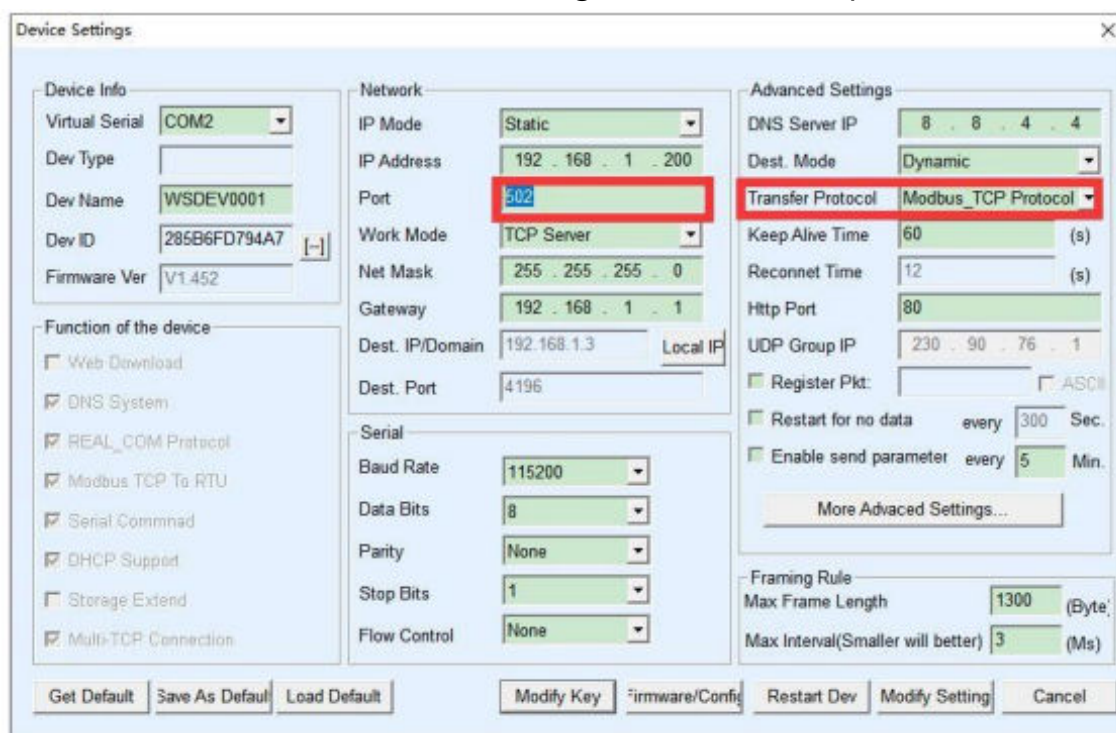 Device Settings
Device Info
Virtual Serial COM2
Dev Type
Dev Name WSDEV0001
Dev ID 285B6FD794A7 [--]
Firmware Ver V1.452
Function of the device
Web Download
DNS System
REAL_COM Protocol
Modbus TCP To RTU
Serial Commnad
DHCP Support
Storage Extend
Multi-TCP Connection
Network
IP Mode Static
IP Address 192 . 168 . 1 . 200
Port 502
Work Mode TCP Server
Net Mask 255 . 255 . 255 . 0
Gateway 192 . 168 . 1 . 1
Dest. IP/Domain 192.168.1.3 Local IP
Dest. Port 4196
Serial
Baud Rate 115200
Data Bits 8
Parity None
Stop Bits 1
Flow Control None
Advanced Settings
DNS Server IP 8 . 8 . 4 . 4
Dest. Mode Dynamic
Transfer Protocol Modbus_TCP Protocol
Keep Alive Time 60 (s)
Reconnet Time 12 (s)
Http Port 80
UDP Group IP 230 . 90 . 76 . 1
Register Pkt: ASCII
Restart for no data every 300 Sec.
Enable send parameter every 5 Min.
More Advaced Settings...
Framing Rule
Max Frame Length 1300 (Byte)
Max Interval(Smaller will better) 3 (Ms)
Get Default Save As Defaul Load Default Modify Key Firmware/Config Restart Dev Modify Setting Cancel